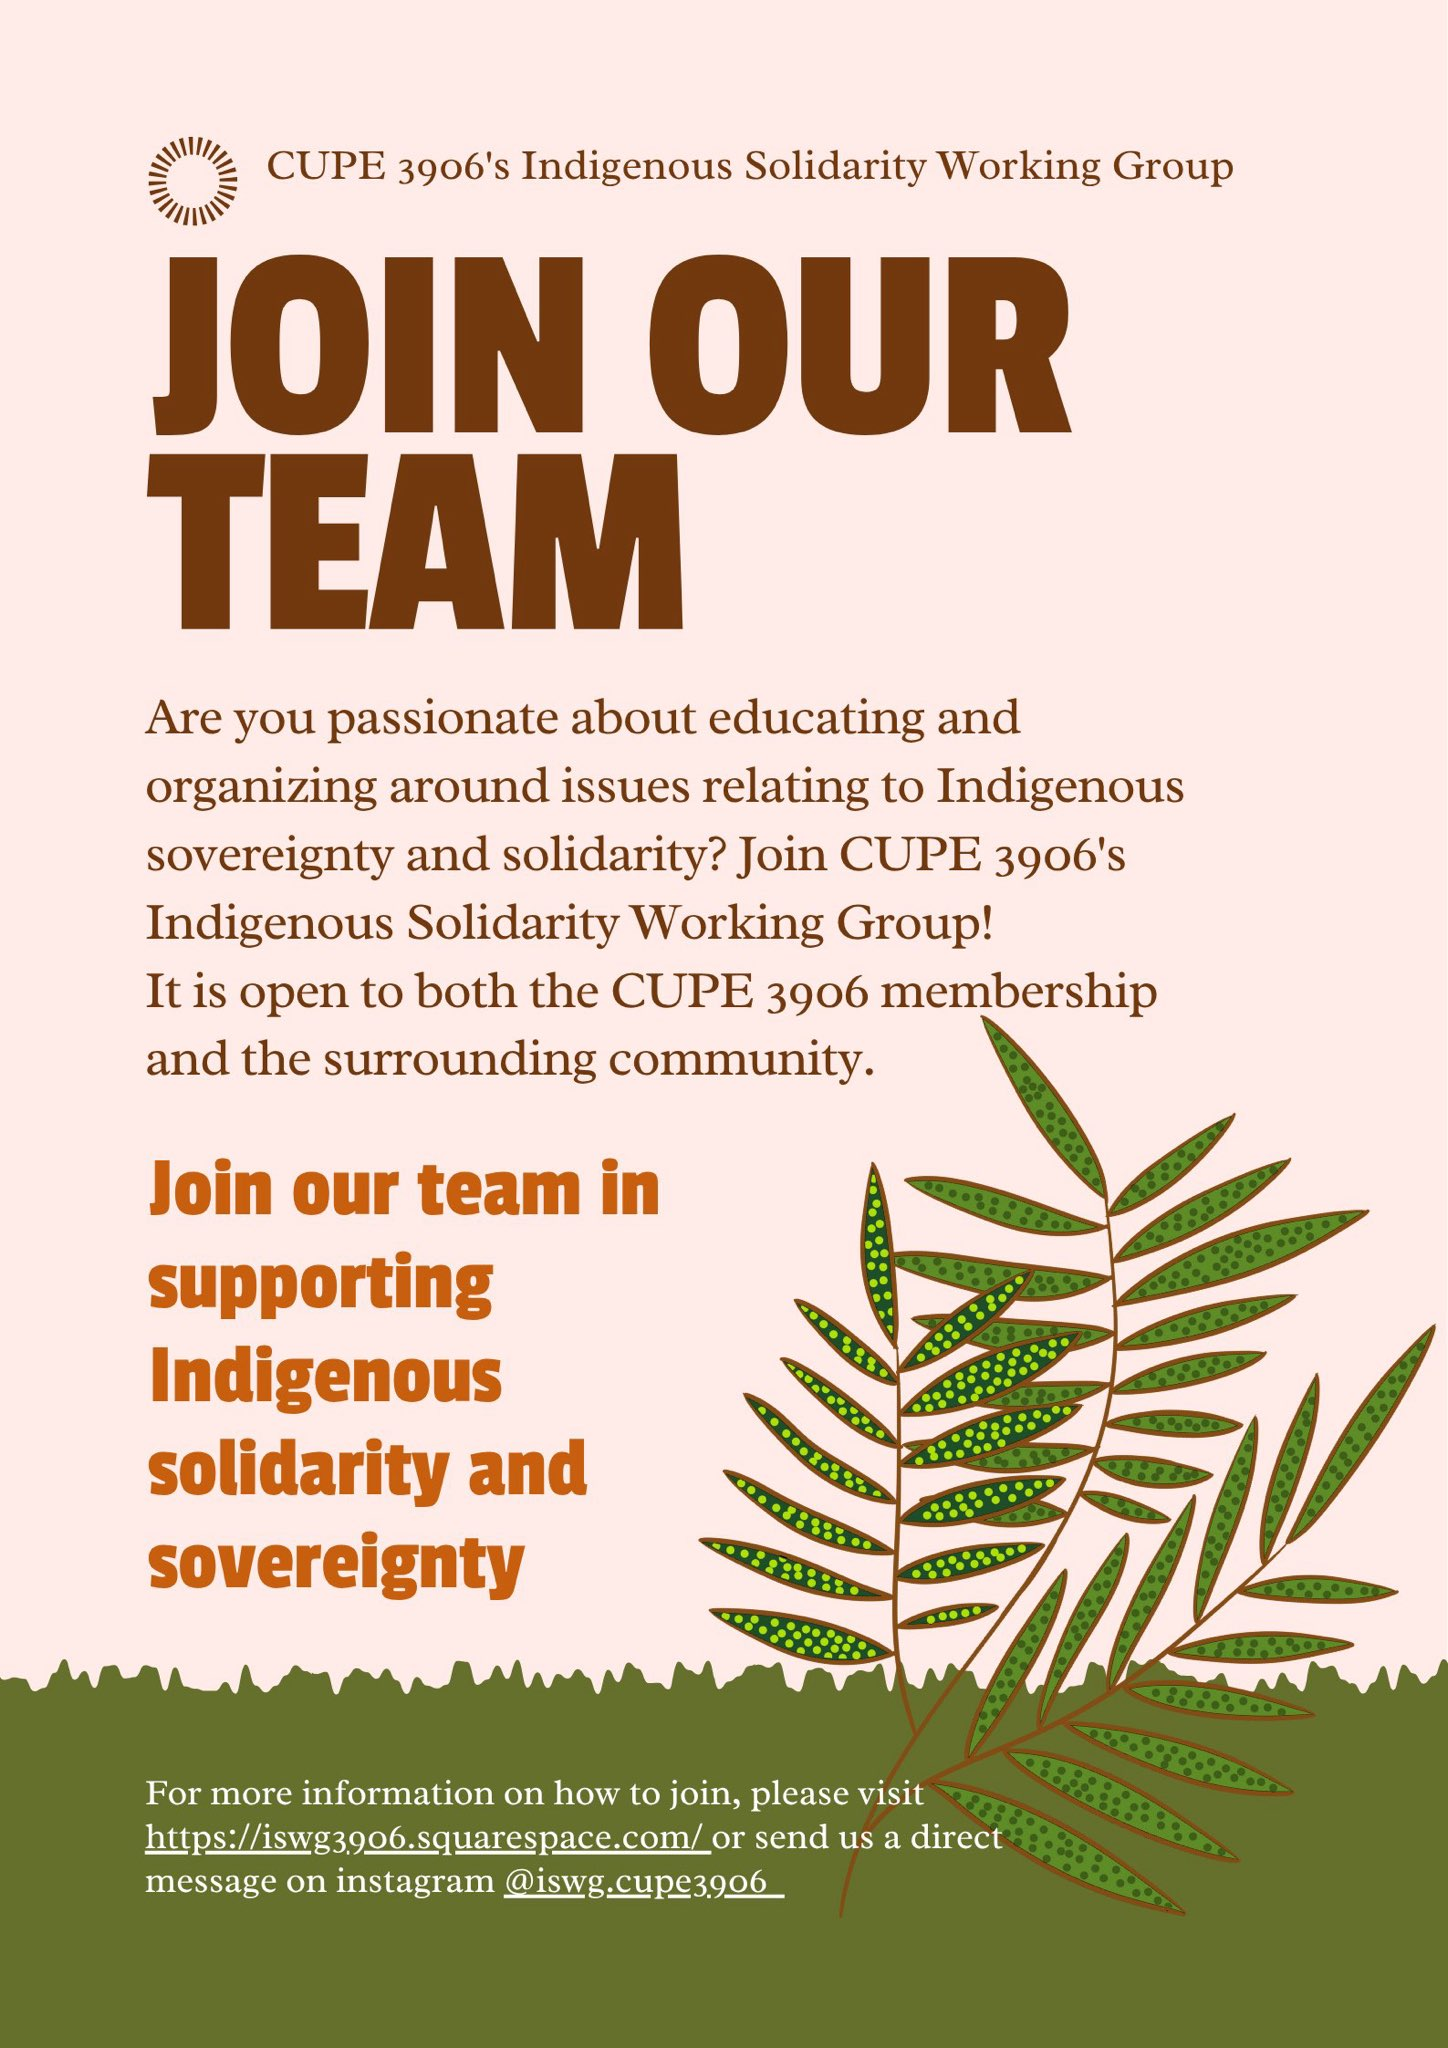 CUPE 3906's Indigenous Solidarity Working Group
JOIN OUR
TEAM
Are you passionate about educating and
organizing around issues relating to Indigenous
sovereignty and solidarity? Join CUPE 3906's
Indigenous Solidarity Working Group!
It is open to both the CUPE 3906 membership
and the surrounding community.
Join our team in
supporting
Indigenous
solidarity and
sovereignty
For more information on how to join, please visit
https://iswg3906.squarespace.com/ or send us a direct
message on instagram @iswg.cupe3906